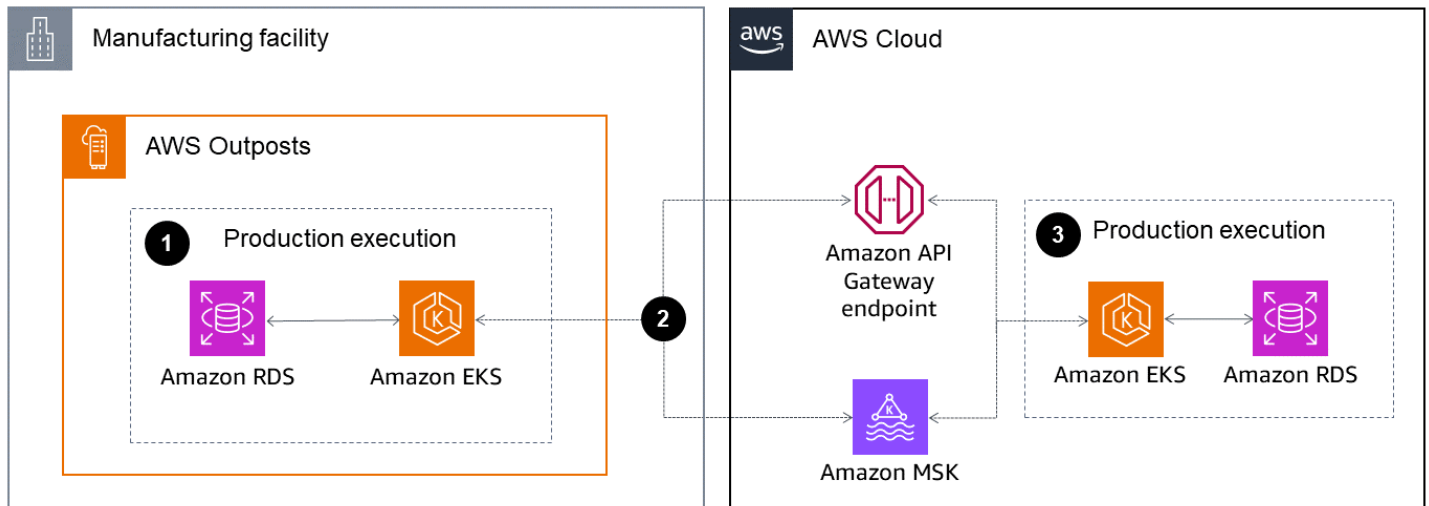 Manufacturing facility
AWS Outposts
1
Production execution
Amazon RDS
K
Amazon EKS
2
aws
AWS Cloud
Amazon API
Gateway
endpoint
K
Amazon MSK
3
Production execution
K
Amazon EKS
Amazon RDS